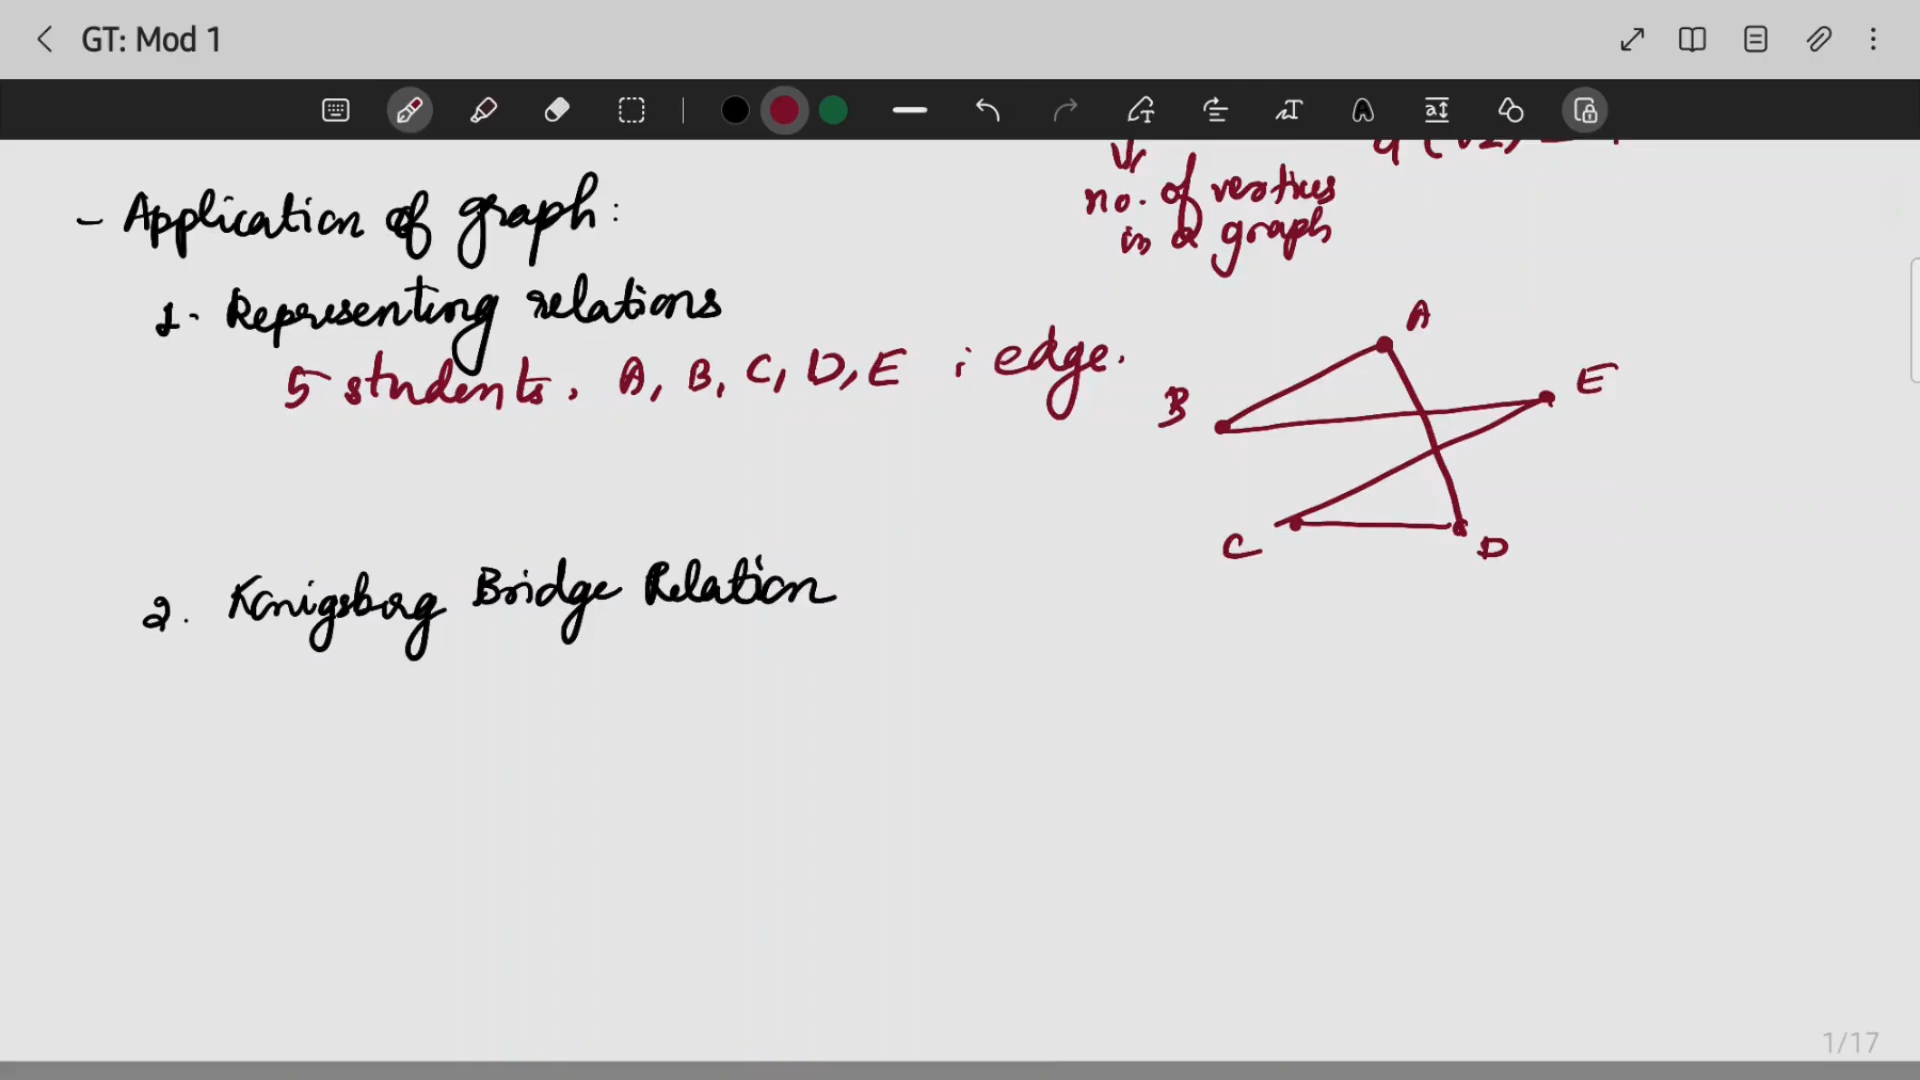 GT: Mod 1
no. of vertices
in a graph
- Application of graph:
1. Representing relations
5 students. A, B, C, D, E ; edge.
A
B
E
C
D
2. Konigsberg Bridge Relation
1/17